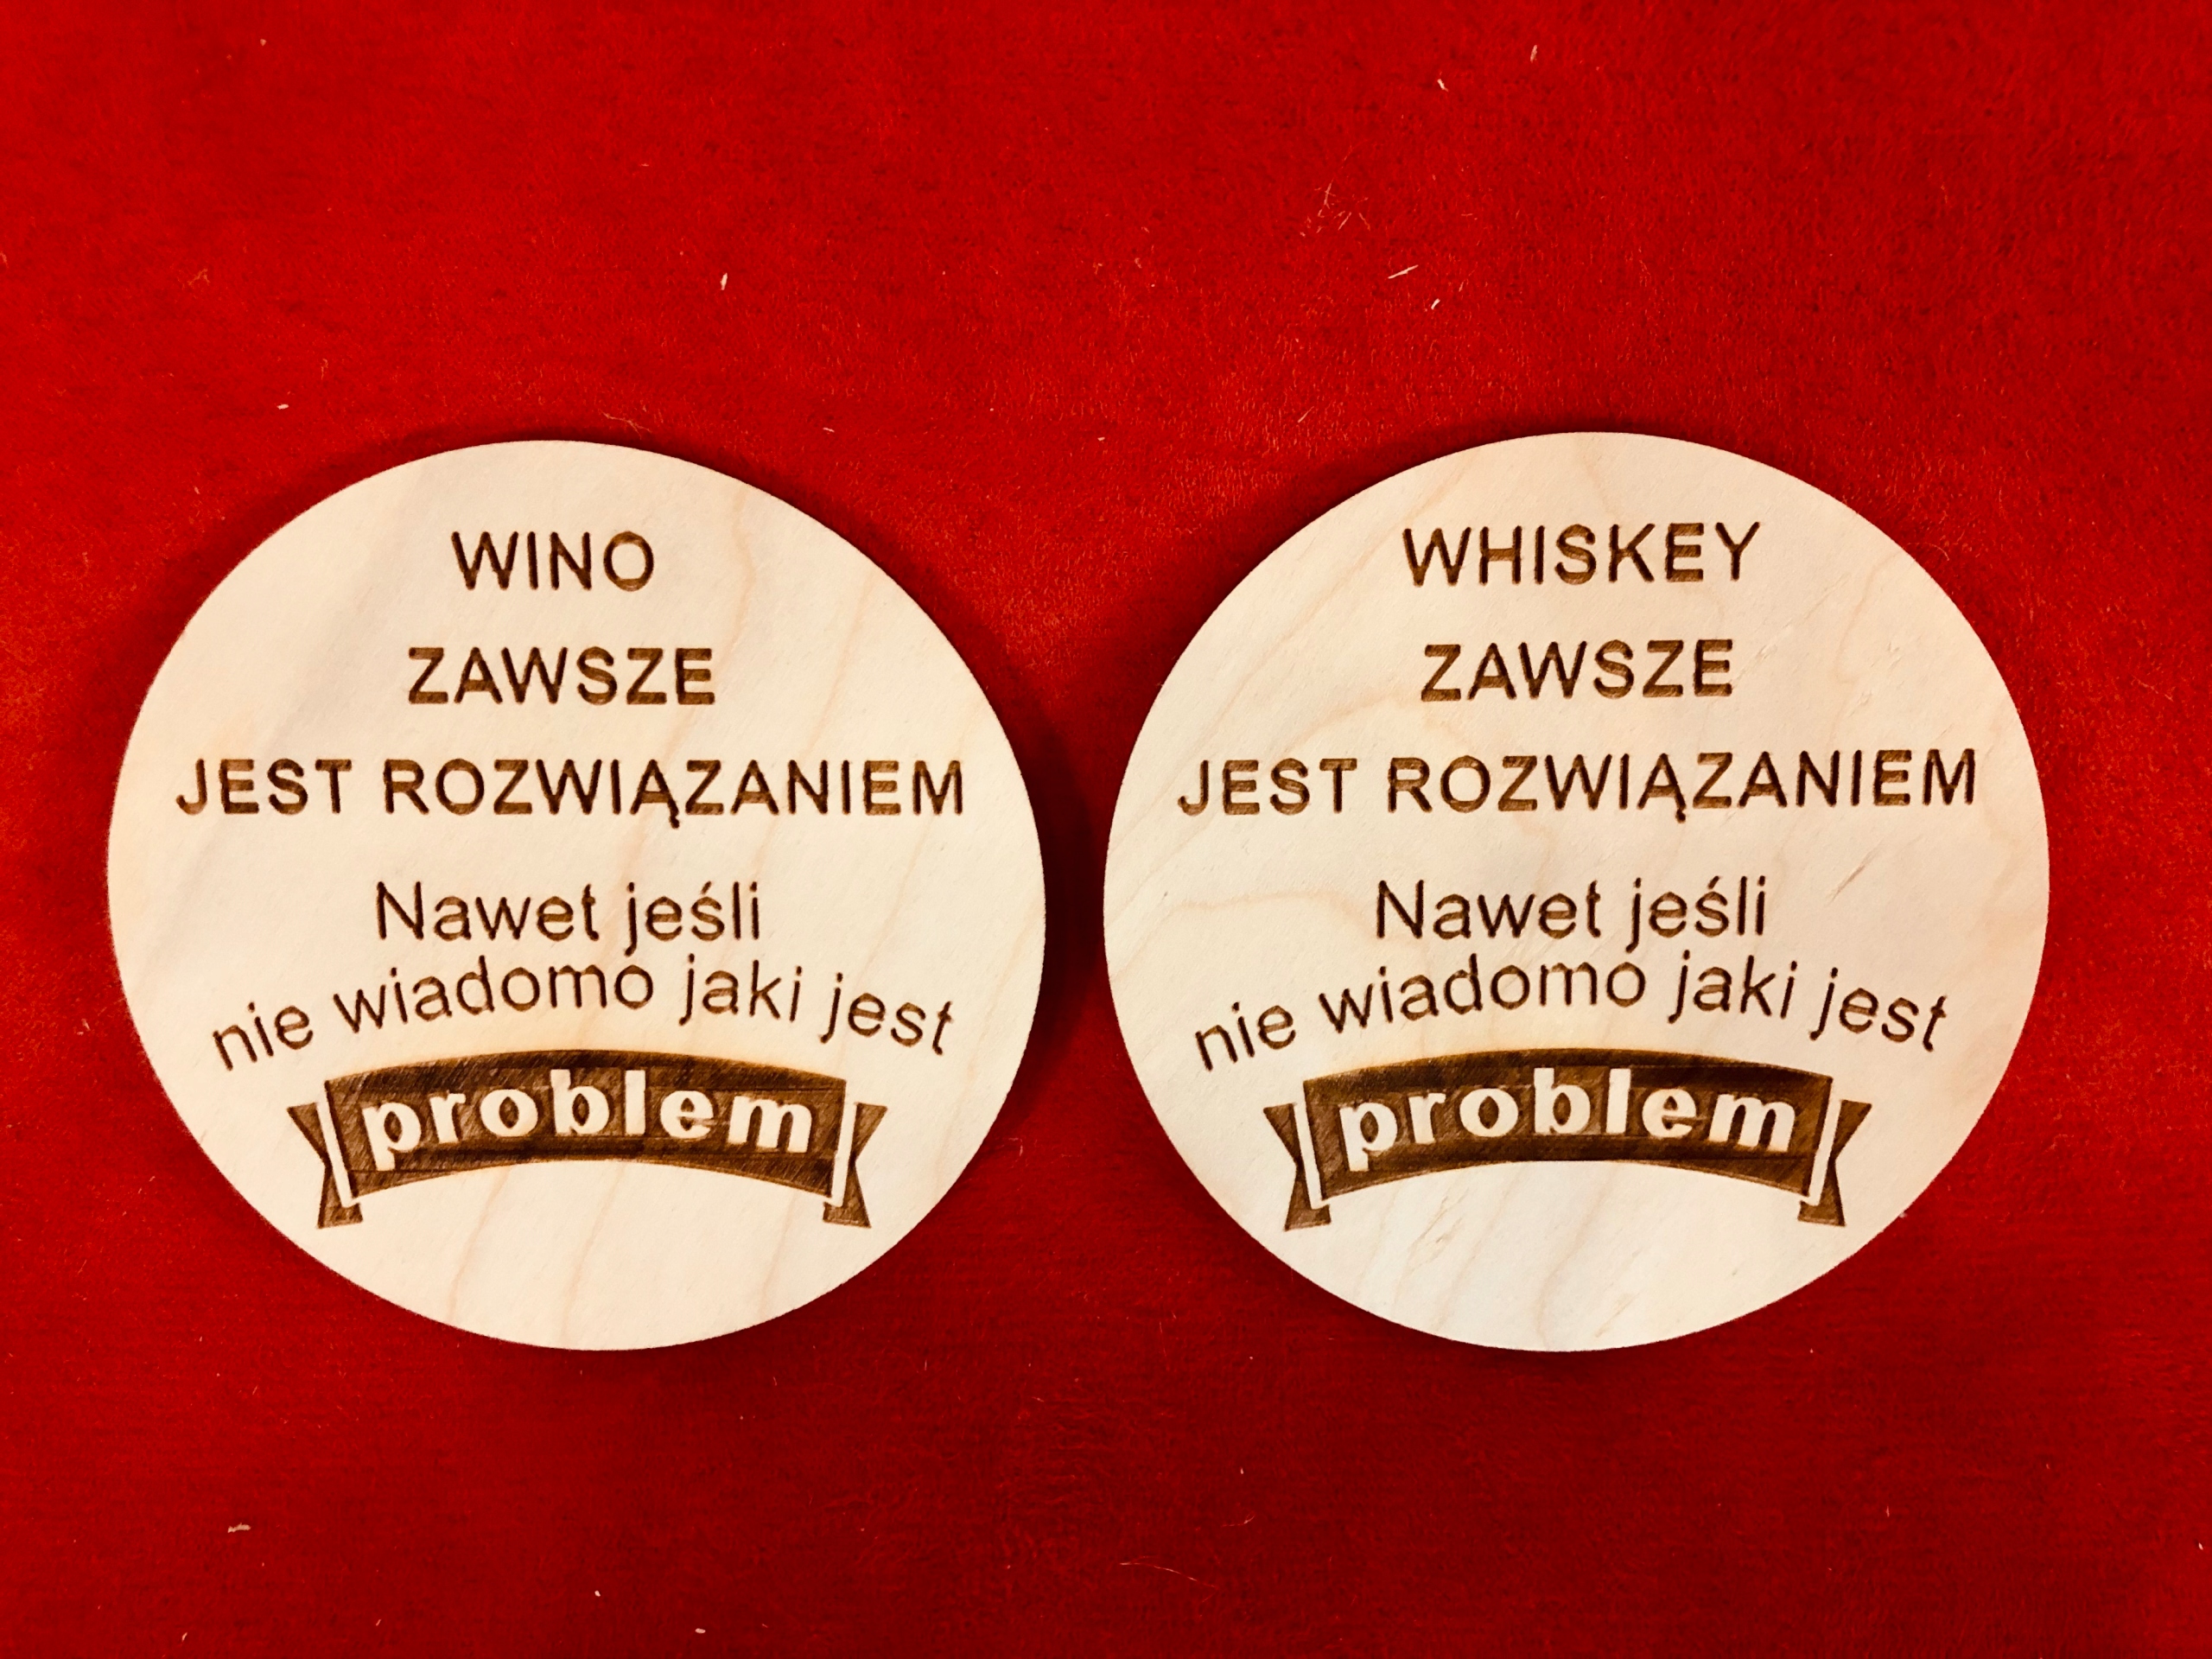 WINO
ZAWSZE
JEST ROZWIĄZANIEM
Nawet jeśli
nie wiadomo jaki jest
problem
WHISKEY
ZAWSZE
JEST ROZWIĄZANIEM
Nawet jeśli
nie wiadomo jaki jest
problem